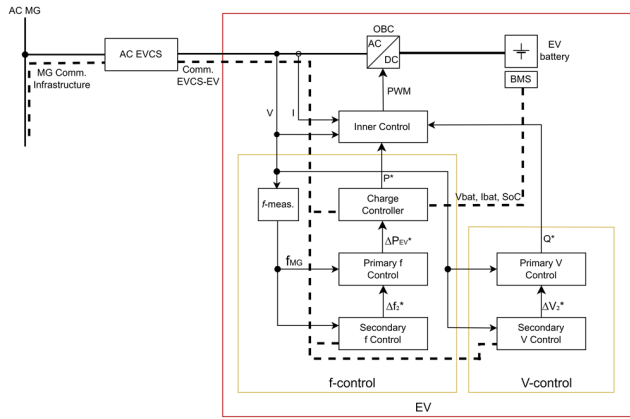 AC MG
OBC
AC EVCS
AC
DC
EV
battery
MG Comm.
Infrastructure
Comm.
EVCS-EV
BMS
PWM
V
I
Inner Control
P*
Vbat, Ibat, SoC
f-meas.
Charge
Controller
ΔPEV*
Q*
fMG
Primary f
Control
Primary V
Control
Δf2*
ΔV2*
Secondary
f Control
Secondary
V Control
f-control
V-control
EV